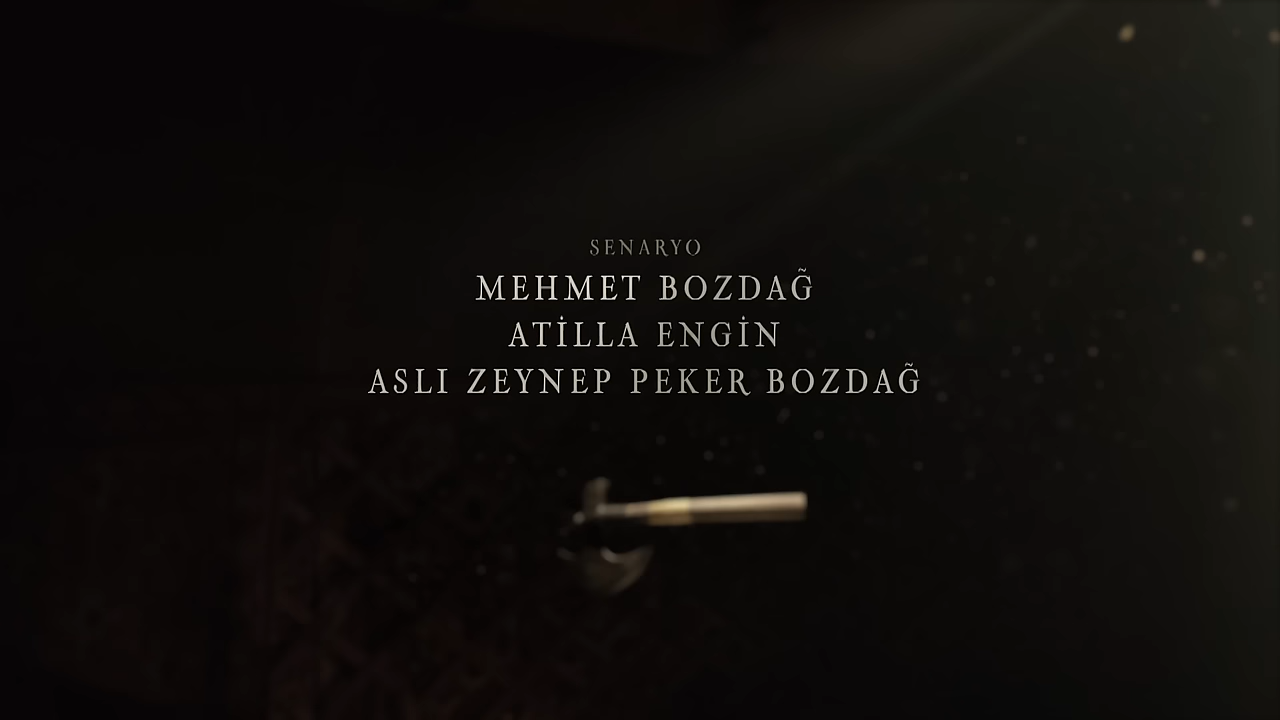 SENARYO
MEHMET BOZDAĞ
ATİLLA ENGİN
ASLI ZEYNEP PEKER BOZDAĞ